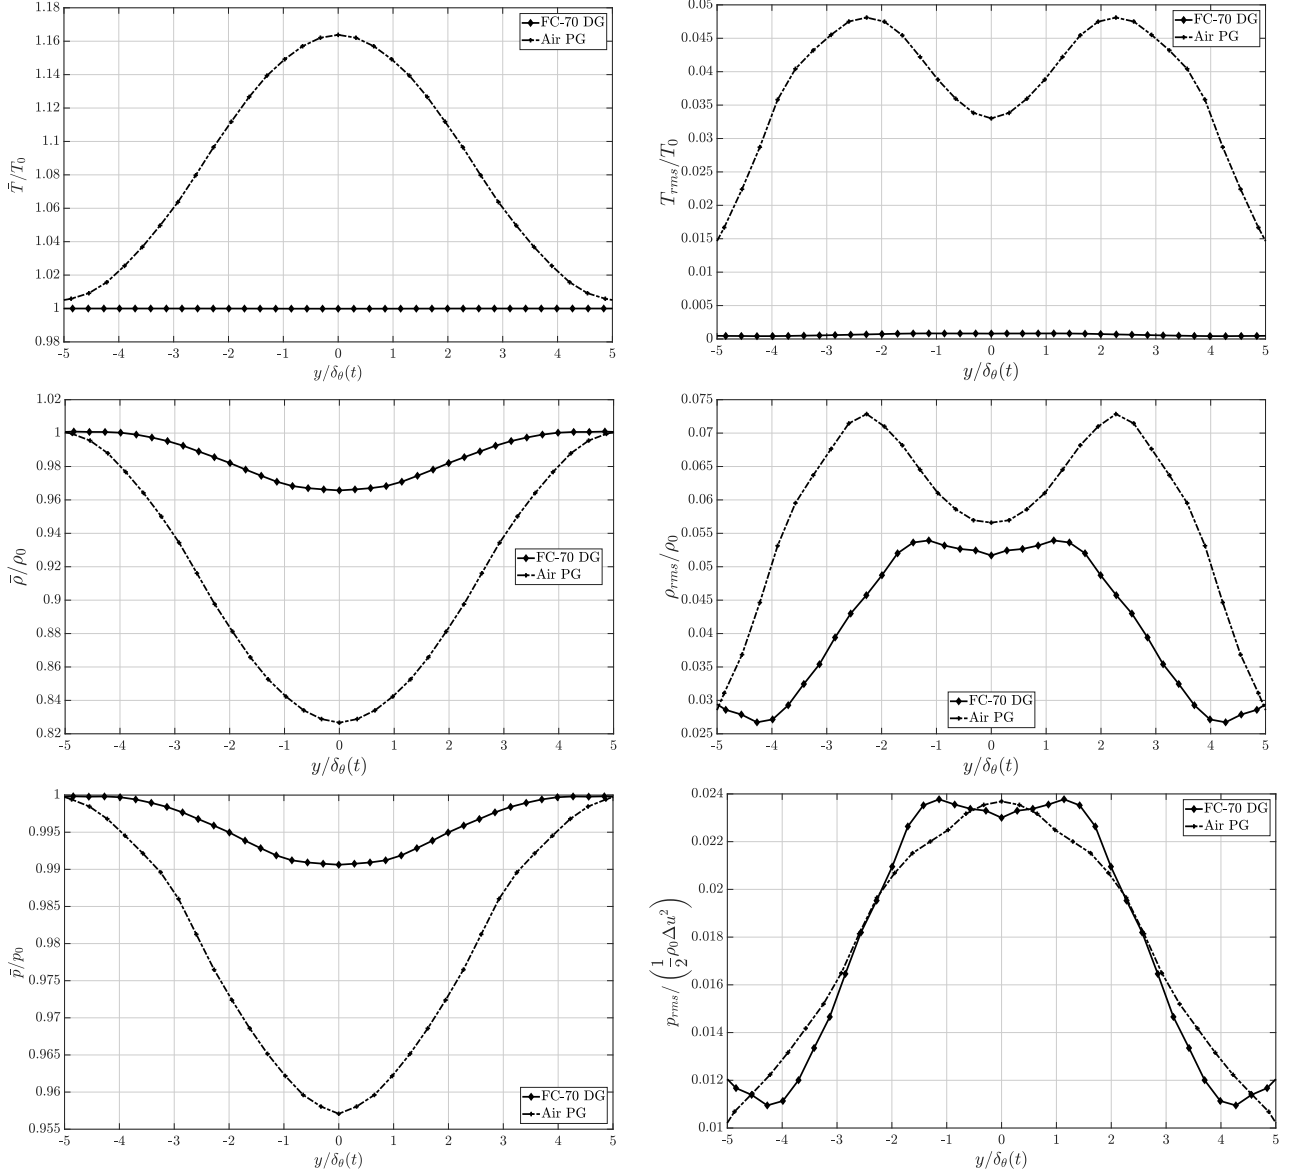 1.18
1.16
1.14
1.12
1.1
1.08
1.06
1.04
1.02
1
0.98
T̄/T₀
-5 -4 -3 -2 -1 0 1 2 3 4 5
y/δ_θ(t)
FC-70 DG
Air PG
0.05
0.045
0.04
0.035
0.03
0.025
0.02
0.015
0.01
0.005
0
T_rms/T₀
-5 -4 -3 -2 -1 0 1 2 3 4 5
y/δ_θ(t)
FC-70 DG
Air PG
1.02
1
0.98
0.96
0.94
0.92
0.9
0.88
0.86
0.84
0.82
ρ̄/ρ₀
-5 -4 -3 -2 -1 0 1 2 3 4 5
y/δ_θ(t)
FC-70 DG
Air PG
0.075
0.07
0.065
0.06
0.055
0.05
0.045
0.04
0.035
0.03
0.025
ρ_rms/ρ₀
-5 -4 -3 -2 -1 0 1 2 3 4 5
y/δ_θ(t)
FC-70 DG
Air PG
1
0.995
0.99
0.985
0.98
0.975
0.97
0.965
0.96
0.955
p̄/p₀
-5 -4 -3 -2 -1 0 1 2 3 4 5
y/δ_θ(t)
FC-70 DG
Air PG
0.024
0.022
0.02
0.018
0.016
0.014
0.012
0.01
p_rms/(1/2 ρ₀Δu²)
-5 -4 -3 -2 -1 0 1 2 3 4 5
y/δ_θ(t)
FC-70 DG
Air PG